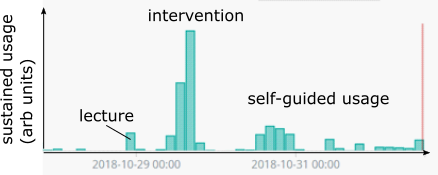 intervention
sustained usage
(arb units)
lecture
self-guided usage
2018-10-29 00:00
2018-10-31 00:00